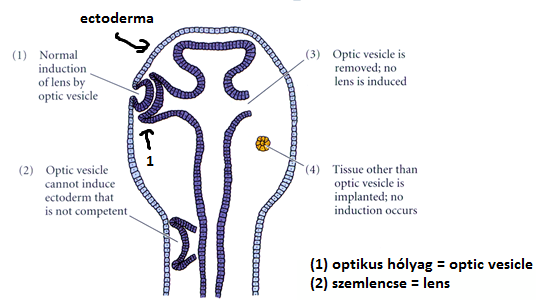 ectoderma
(1) Normal
induction
of lens by
optic vesicle
(3) Optic vesicle is
removed; no
lens is induced
1
(2) Optic vesicle
cannot induce
ectoderm that
is not competent
(4) Tissue other than
optic vesicle is
implanted; no
induction occurs
(1) optikus hólyag = optic vesicle
(2) szemlencse = lens